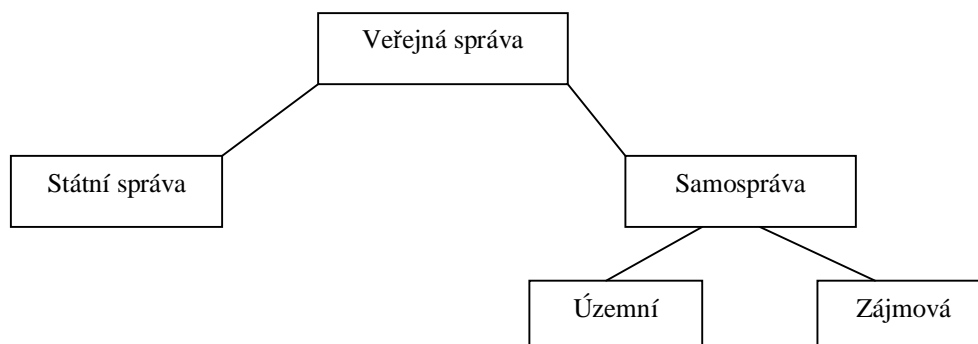 Veřejná správa
Státní správa
Samospráva
Územní
Zájmová